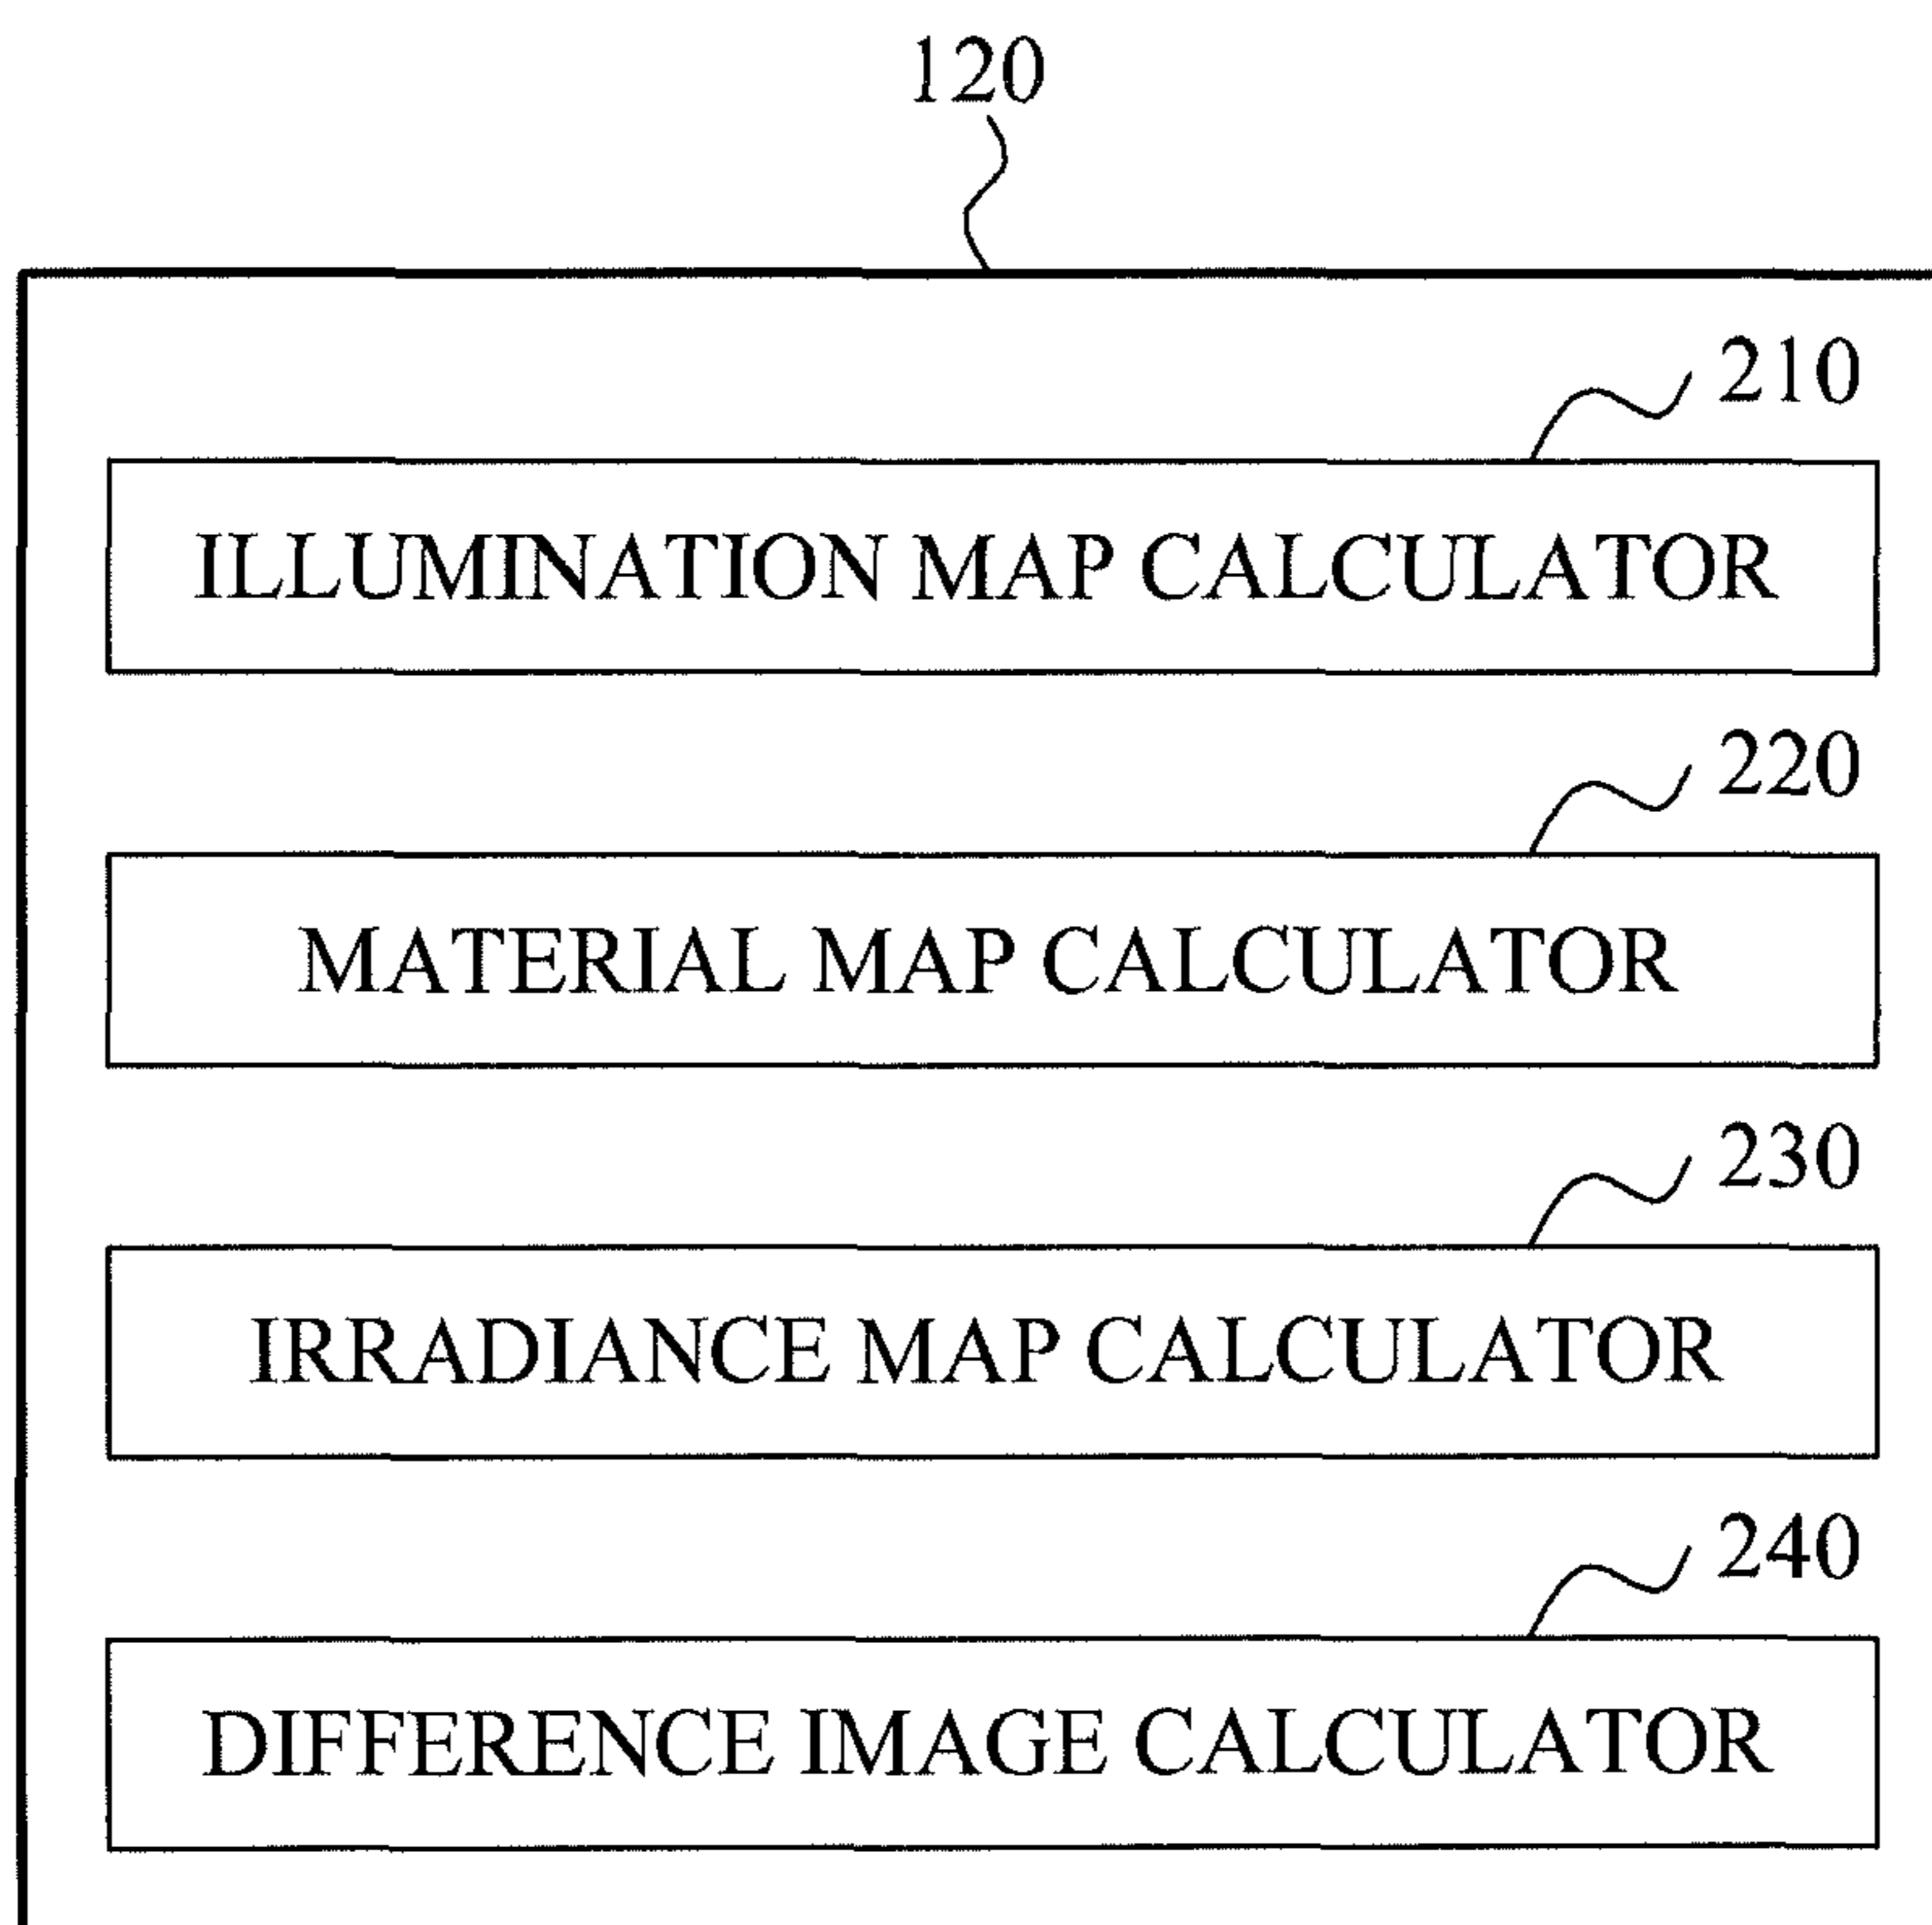 120
210
ILLUMINATION MAP CALCULATOR
220
MATERIAL MAP CALCULATOR
230
IRRADIANCE MAP CALCULATOR
240
DIFFERENCE IMAGE CALCULATOR